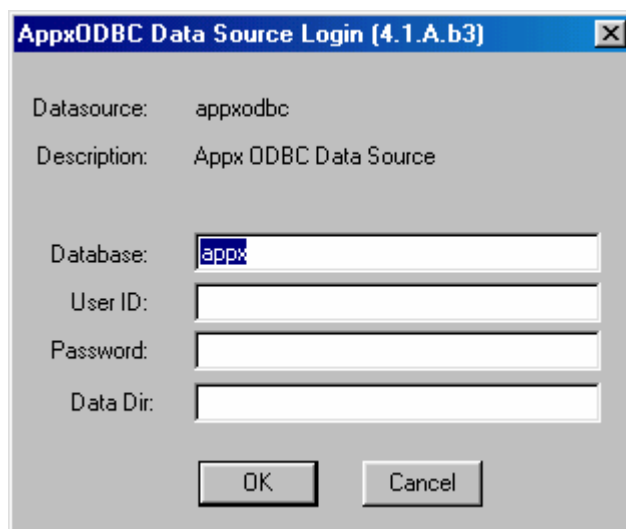 AppxODBC Data Source Login (4.1.A.b3)
Datasource: appxodbc
Description: Appx ODBC Data Source
Database: appx
User ID:
Password:
Data Dir:
OK Cancel